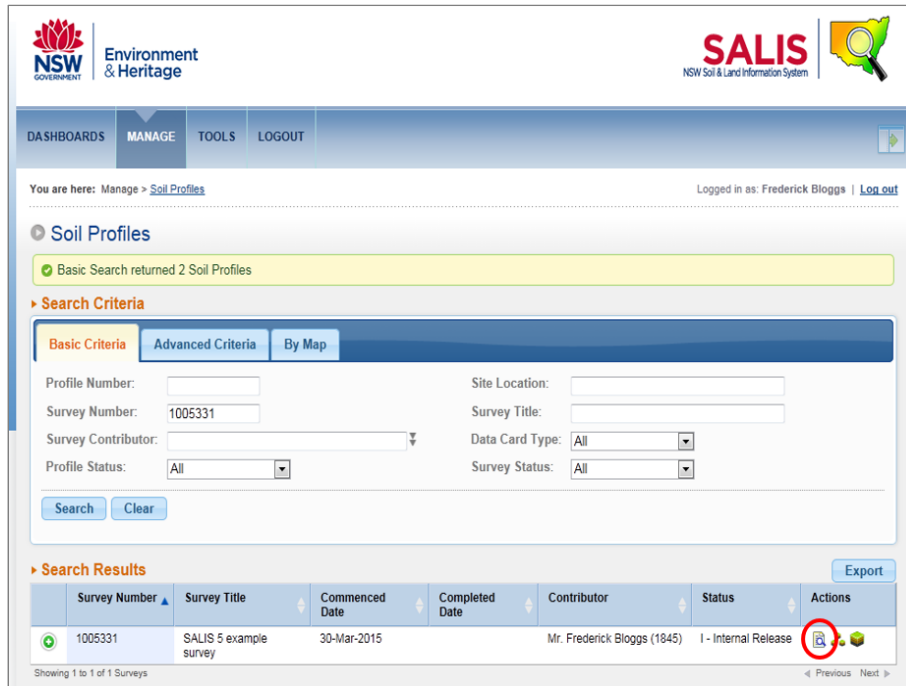 NSW
GOVERNMENT
Environment
& Heritage
SALIS
NSW Soil & Land Information System
DASHBOARDS MANAGE TOOLS LOGOUT
You are here: Manage > Soil Profiles Logged in as: Frederick Bloggs | Log out
Soil Profiles
Basic Search returned 2 Soil Profiles
Search Criteria
Basic Criteria Advanced Criteria By Map
Profile Number: Site Location:
Survey Number: 1005331 Survey Title:
Survey Contributor: Data Card Type: All
Profile Status: All Survey Status: All
Search Clear
Search Results Export
Survey Number Survey Title Commenced Date Completed Date Contributor Status Actions
1005331 SALIS 5 example survey 30-Mar-2015 Mr. Frederick Bloggs (1845) I - Internal Release
Showing 1 to 1 of 1 Surveys Previous Next